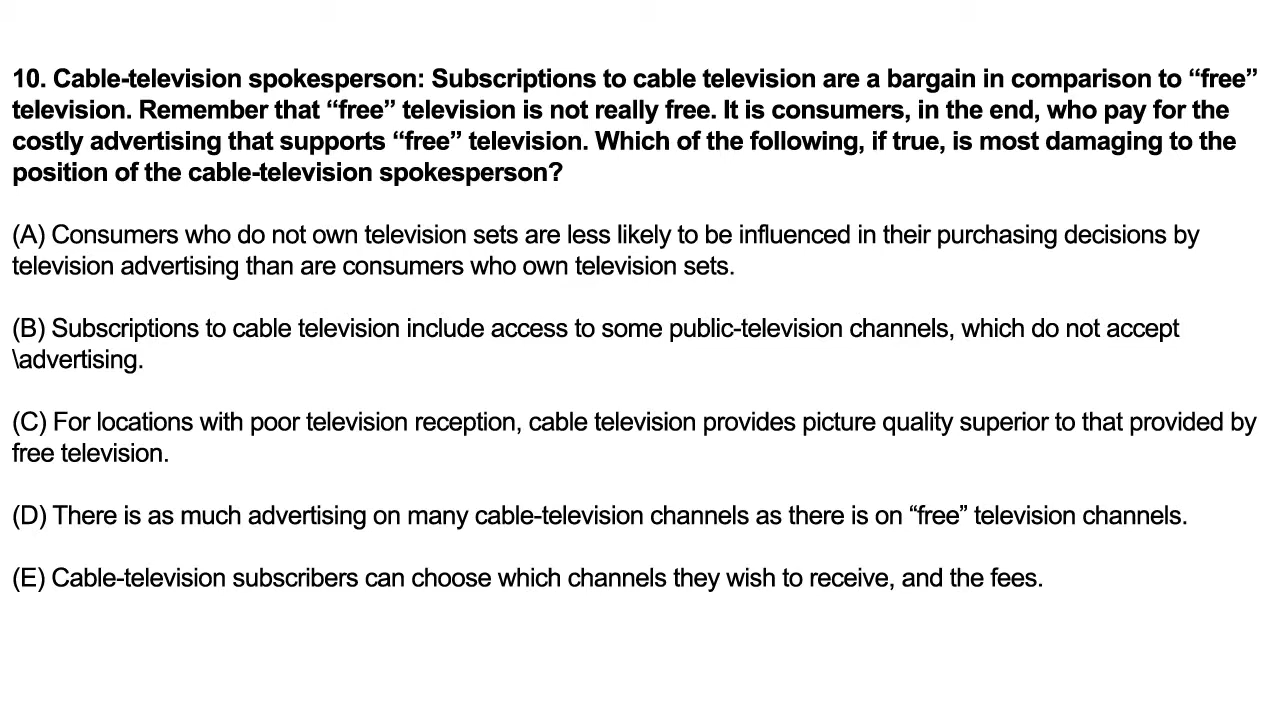 10. Cable-television spokesperson: Subscriptions to cable television are a bargain in comparison to “free”
television. Remember that “free” television is not really free. It is consumers, in the end, who pay for the
costly advertising that supports “free” television. Which of the following, if true, is most damaging to the
position of the cable-television spokesperson?
(A) Consumers who do not own television sets are less likely to be influenced in their purchasing decisions by
television advertising than are consumers who own television sets.
(B) Subscriptions to cable television include access to some public-television channels, which do not accept
\advertising.
(C) For locations with poor television reception, cable television provides picture quality superior to that provided by
free television.
(D) There is as much advertising on many cable-television channels as there is on “free” television channels.
(E) Cable-television subscribers can choose which channels they wish to receive, and the fees.